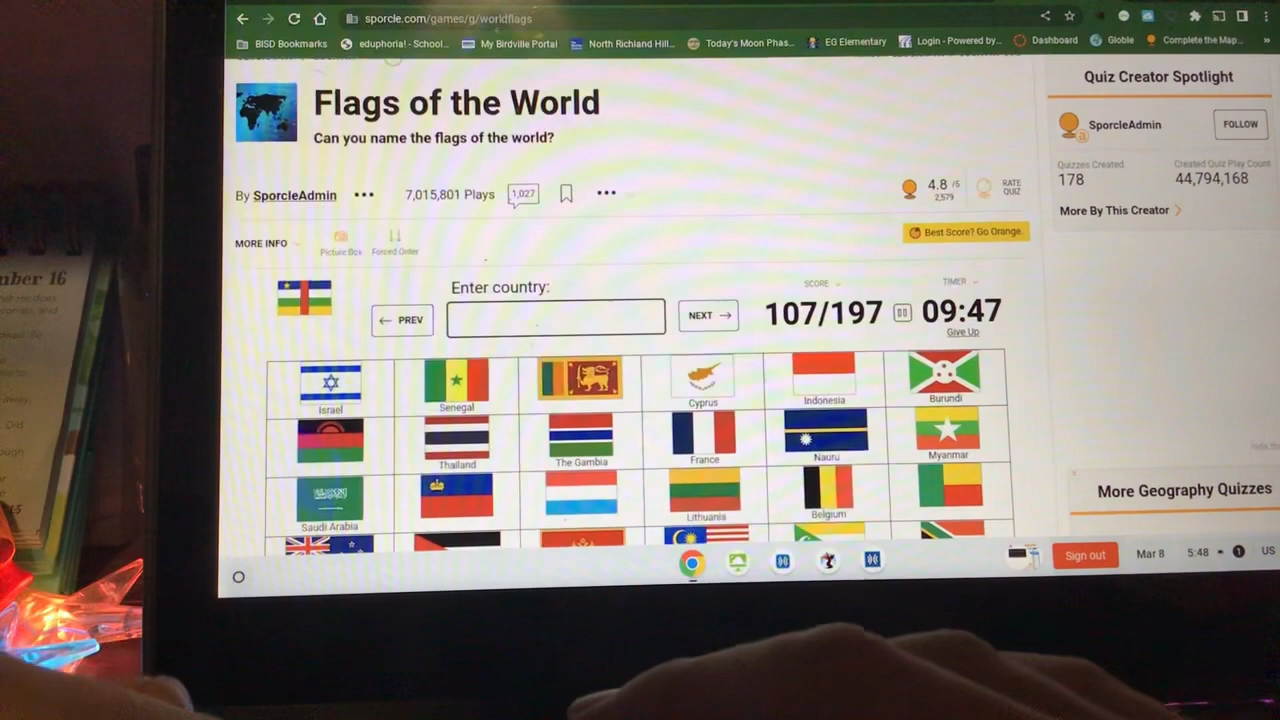 sporcle.com/games/g/worldflags
BISD Bookmarks eduphoria! - School... My Birdville Portal North Richland Hill... Today's Moon Phas... EG Elementary Login - Powered by... Dashboard Globle Complete the Map... »
Flags of the World
Can you name the flags of the world?
By SporcleAdmin ••• 7,015,801 Plays 1,027 •••
4.8 /5
2,579
RATE
QUIZ
MORE INFO
Picture Box Forced Order
Best Score? Go Orange.
Enter country:
← PREV
NEXT →
SCORE
107/197
TIMER
09:47
Give Up
Israel Senegal Cyprus Indonesia Burundi
Thailand The Gambia France Nauru Myanmar
Saudi Arabia Lithuania Belgium
Quiz Creator Spotlight
SporcleAdmin
FOLLOW
Quizzes Created
178
Created Quiz Play Count
44,794,168
More By This Creator
More Geography Quizzes
Sign out Mar 8 5:48 US
mber 16